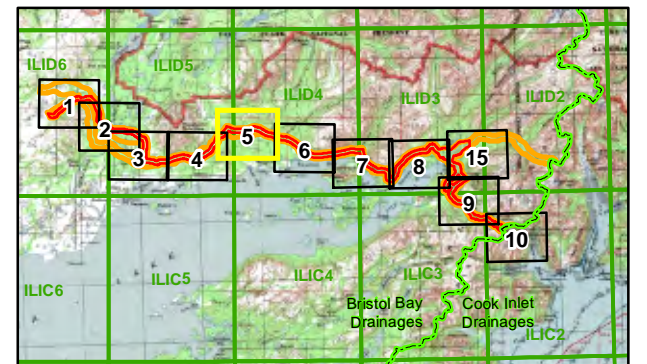 ILID6
ILID5
ILID4
ILID3
ILID2
1
2
3
4
5
6
7
8
15
9
10
ILIC6
ILIC5
ILIC4
ILIC3
ILIC2
Bristol Bay
Drainages
Cook Inlet
Drainages